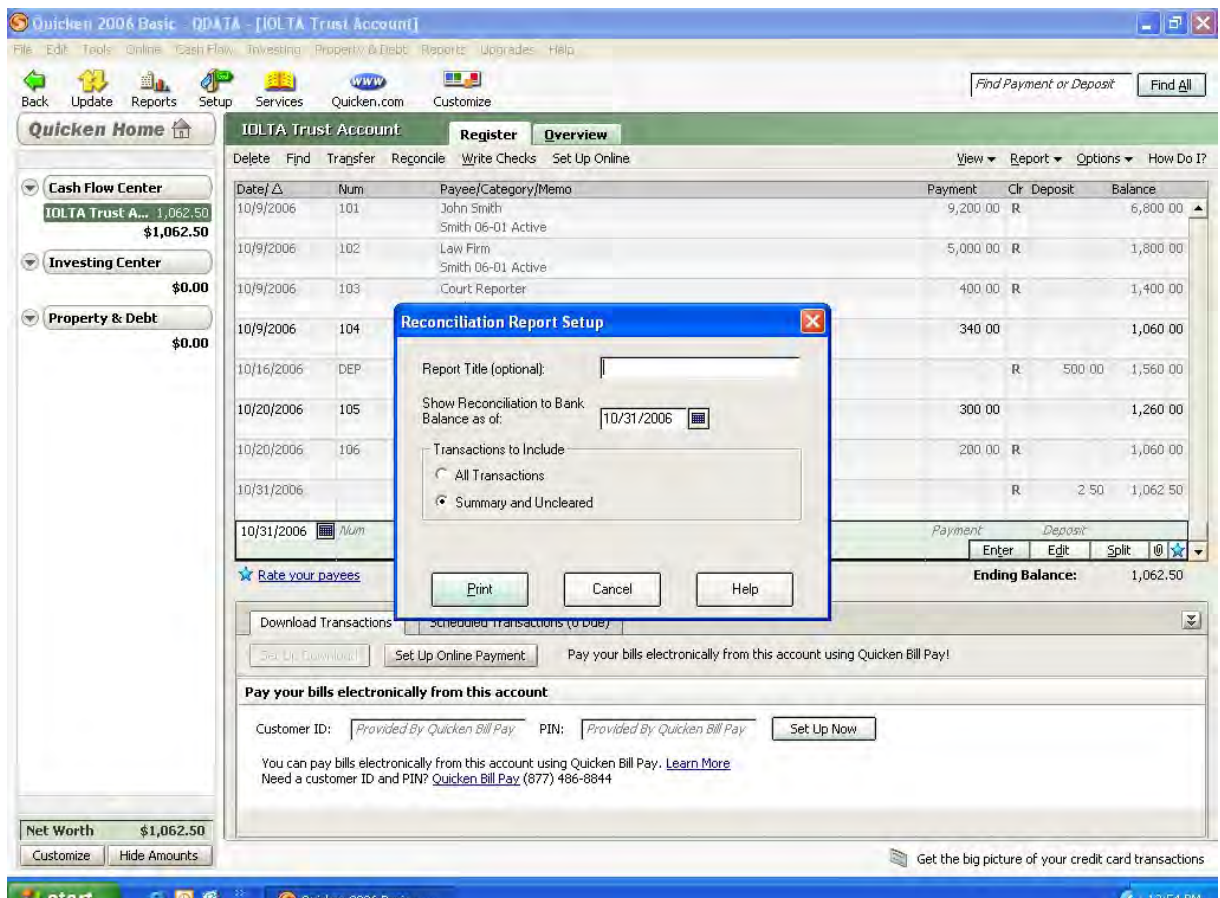 Quicken 2006 Basic - QDATA - [IOLTA Trust Account]
File Edit Tools Online Cash Flow Investing Property & Debt Reports Upgrades Help
Back Update Reports Setup Services Quicken.com Customize
Find Payment or Deposit Find All
Quicken Home IOLTA Trust Account Register Overview
Delete Find Transfer Reconcile Write Checks Set Up Online View Report Options How Do I?
Cash Flow Center
IOLTA Trust A... 1,062.50
$1,062.50
Investing Center
$0.00
Property & Debt
$0.00
Date/ Num Payee/Category/Memo Payment Clr Deposit Balance
10/9/2006 101 John Smith 9,200 00 R 6,800 00
Smith 06-01 Active
10/9/2006 102 Law Firm 5,000 00 R 1,800 00
Smith 06-01 Active
10/9/2006 103 Court Reporter 400 00 R 1,400 00
10/9/2006 104 340 00 1,060 00
10/16/2006 DEP R 500 00 1,560 00
10/20/2006 105 300 00 1,260 00
10/20/2006 106 200 00 R 1,060 00
10/31/2006 R 2 50 1,062 50
10/31/2006 Num Payment Deposit
Enter Edit Split
Rate your payees Ending Balance: 1,062.50
Reconciliation Report Setup
Report Title (optional):
Show Reconciliation to Bank
Balance as of: 10/31/2006
Transactions to Include
All Transactions
Summary and Uncleared
Print Cancel Help
Download Transactions Scheduled Transactions (0 Due)
Set Up Download Set Up Online Payment Pay your bills electronically from this account using Quicken Bill Pay!
Pay your bills electronically from this account
Customer ID: Provided By Quicken Bill Pay PIN: Provided By Quicken Bill Pay Set Up Now
You can pay bills electronically from this account using Quicken Bill Pay. Learn More
Need a customer ID and PIN? Quicken Bill Pay (877) 486-8844
Net Worth $1,062.50
Customize Hide Amounts
Get the big picture of your credit card transactions
start